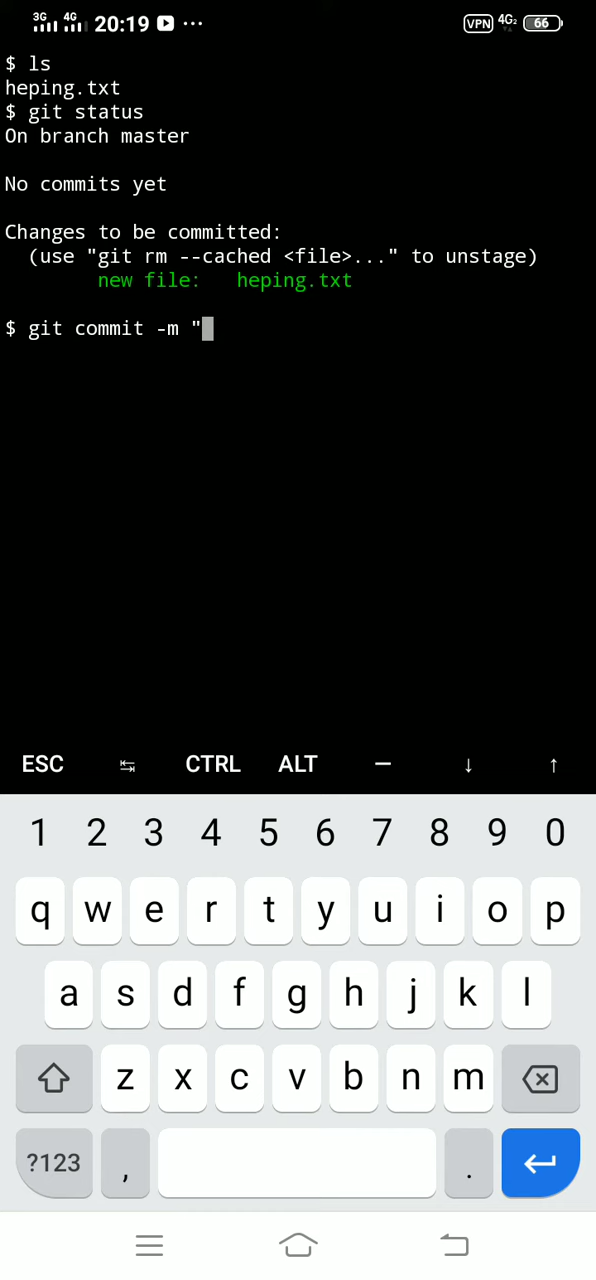 3G 4G 20:19 ... VPN 4G2 66
$ ls
heping.txt
$ git status
On branch master
No commits yet
Changes to be committed:
(use "git rm --cached <file>..." to unstage)
new file: heping.txt
$ git commit -m "
ESC CTRL ALT — ↓ ↑
1 2 3 4 5 6 7 8 9 0
q w e r t y u i o p
a s d f g h j k l
z x c v b n m
?123 , .